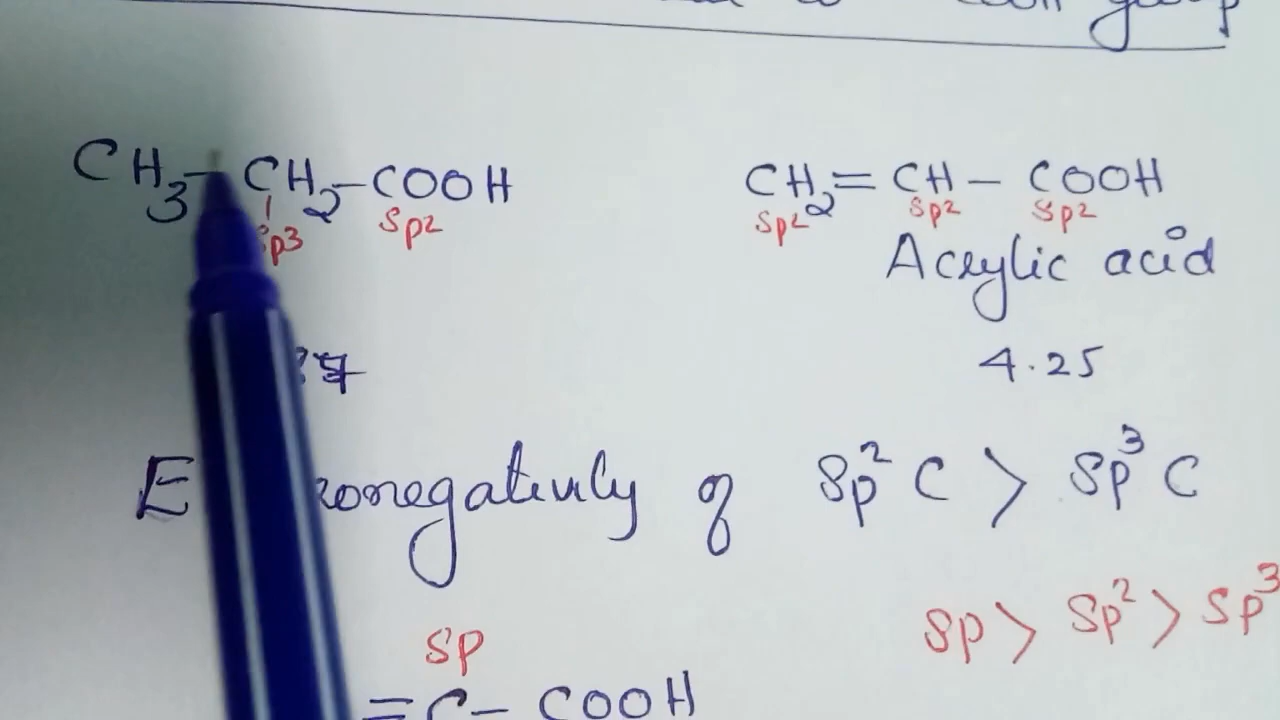 group
CH3 - CH2 - COOH CH2 = CH - COOH
sp3 sp2 sp2 sp2 sp2
Acrylic acid
4.25
of sp² C > sp³ C
sp > sp² > sp³
sp
≡ C - COOH